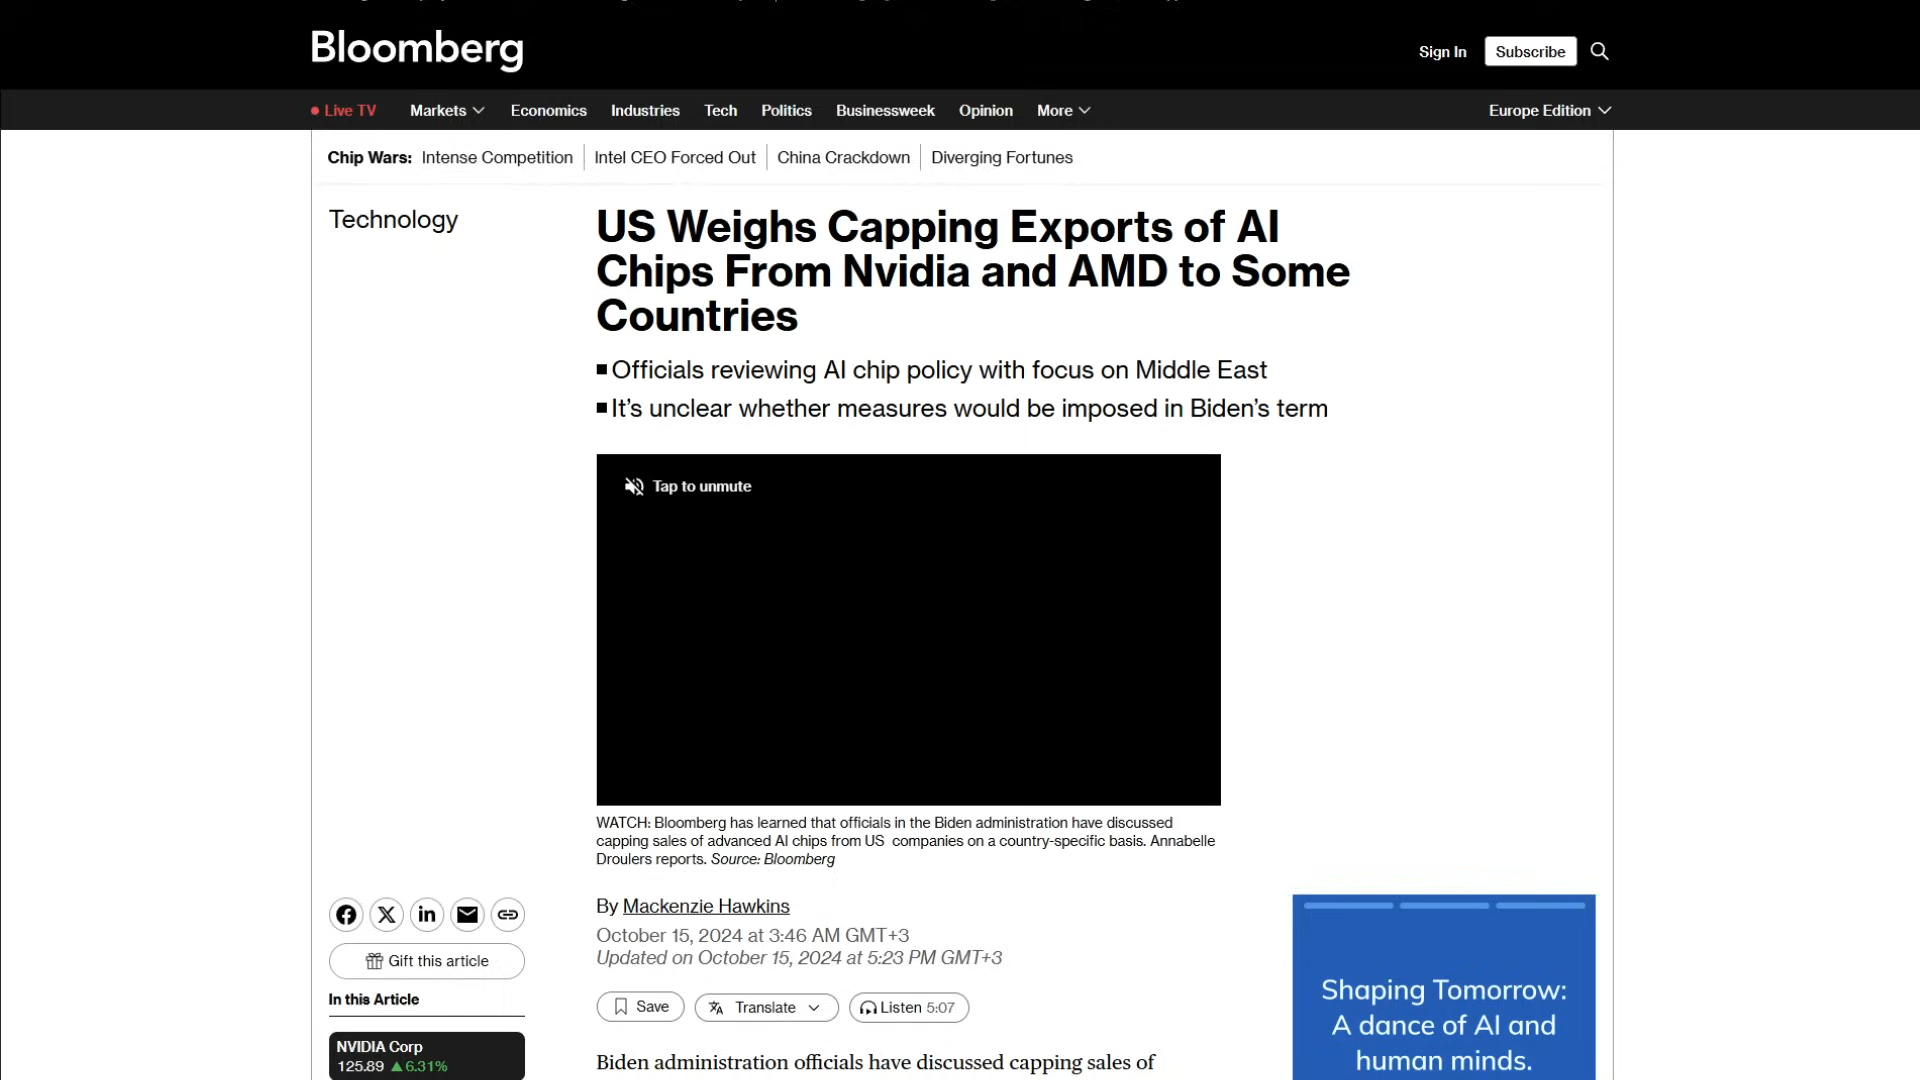 Bloomberg
Sign In
Subscribe
Live TV
Markets
Economics
Industries
Tech
Politics
Businessweek
Opinion
More
Europe Edition
Chip Wars: Intense Competition
Intel CEO Forced Out
China Crackdown
Diverging Fortunes
Technology
US Weighs Capping Exports of AI
Chips From Nvidia and AMD to Some
Countries
Officials reviewing AI chip policy with focus on Middle East
It's unclear whether measures would be imposed in Biden's term
Tap to unmute
WATCH: Bloomberg has learned that officials in the Biden administration have discussed
capping sales of advanced AI chips from US companies on a country-specific basis. Annabelle
Droulers reports. Source: Bloomberg
By Mackenzie Hawkins
October 15, 2024 at 3:46 AM GMT+3
Updated on October 15, 2024 at 5:23 PM GMT+3
Save
Translate
Listen 5:07
Biden administration officials have discussed capping sales of
Gift this article
In this Article
NVIDIA Corp
125.89 ▲6.31%
Shaping Tomorrow:
A dance of AI and
human minds.